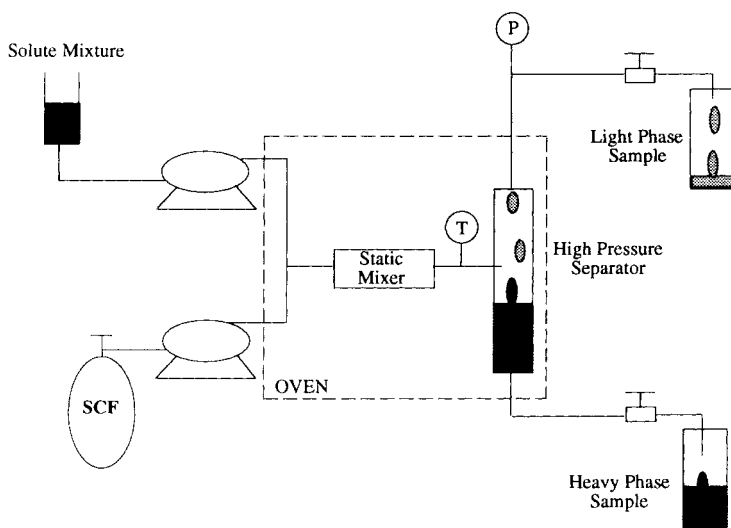 P
Solute Mixture
Light Phase
Sample
T
Static
Mixer
High Pressure
Separator
SCF
OVEN
Heavy Phase
Sample